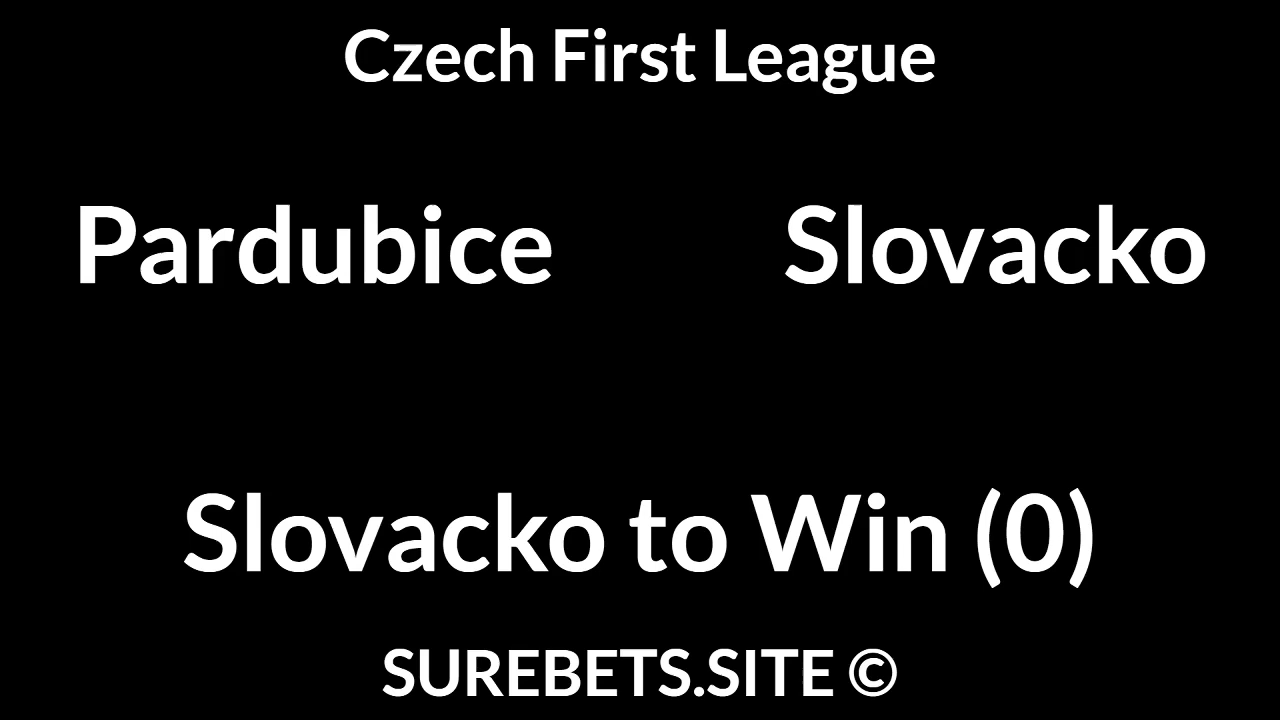 Czech First League
Pardubice Slovacko
Slovacko to Win (0)
SUREBETS.SITE ©